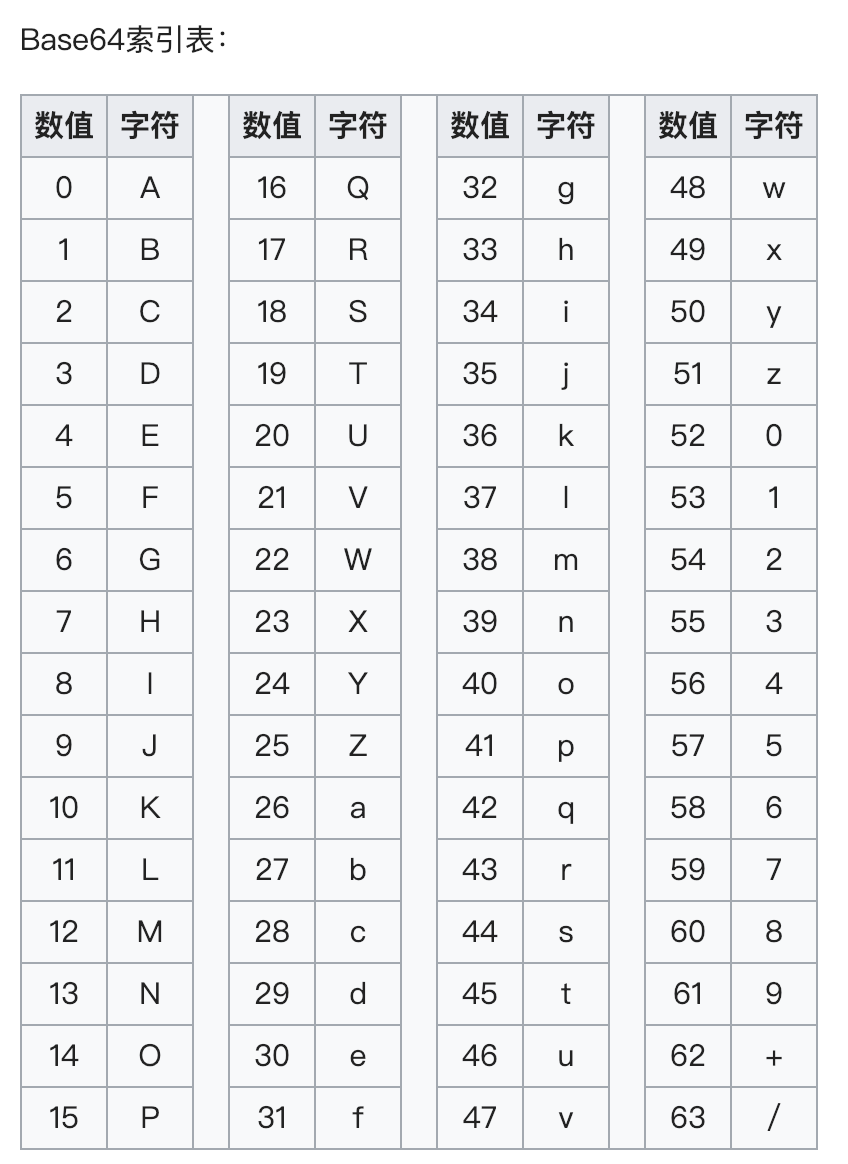 Base64索引表：
数值 字符 数值 字符 数值 字符 数值 字符
0 A 16 Q 32 g 48 w
1 B 17 R 33 h 49 x
2 C 18 S 34 i 50 y
3 D 19 T 35 j 51 z
4 E 20 U 36 k 52 0
5 F 21 V 37 l 53 1
6 G 22 W 38 m 54 2
7 H 23 X 39 n 55 3
8 I 24 Y 40 o 56 4
9 J 25 Z 41 p 57 5
10 K 26 a 42 q 58 6
11 L 27 b 43 r 59 7
12 M 28 c 44 s 60 8
13 N 29 d 45 t 61 9
14 O 30 e 46 u 62 +
15 P 31 f 47 v 63 /